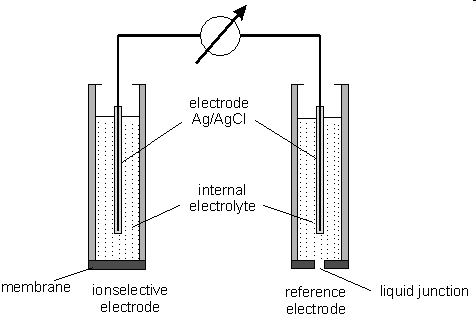 electrode
Ag/AgCl
internal
electrolyte
membrane
ionselective
electrode
reference
electrode
liquid junction